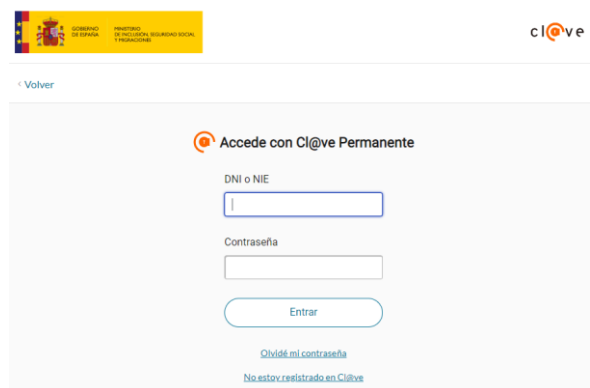 GOBIERNO
DE ESPAÑA
MINISTERIO
DE INCLUSIÓN, SEGURIDAD SOCIAL
Y MIGRACIONES
cl@ve
< Volver
Accede con Cl@ve Permanente
DNI o NIE
Contraseña
Entrar
Olvidé mi contraseña
No estoy registrado en Cl@ve